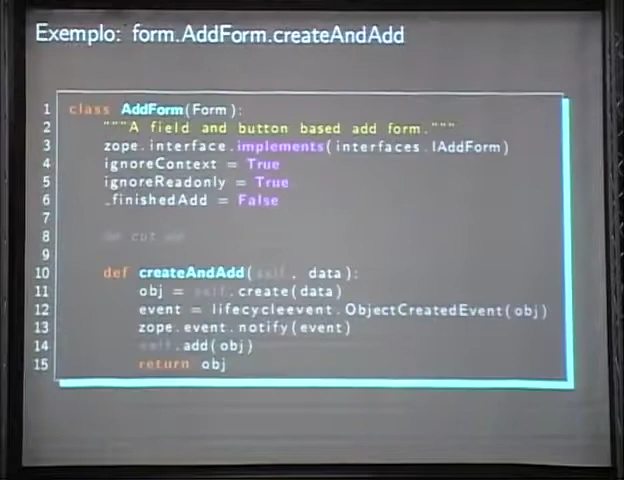 Exemplo: form.AddForm.createAndAdd
1 class AddForm(Form):
2 """A field and button based add form."""
3 zope.interface.implements(interfaces.IAddForm)
4 ignoreContext = True
5 ignoreReadonly = True
6 _finishedAdd = False
7
8 cut
9
10 def createAndAdd(self, data):
11 obj = self.create(data)
12 event = lifecycleevent.ObjectCreatedEvent(obj)
13 zope.event.notify(event)
14 self.add(obj)
15 return obj